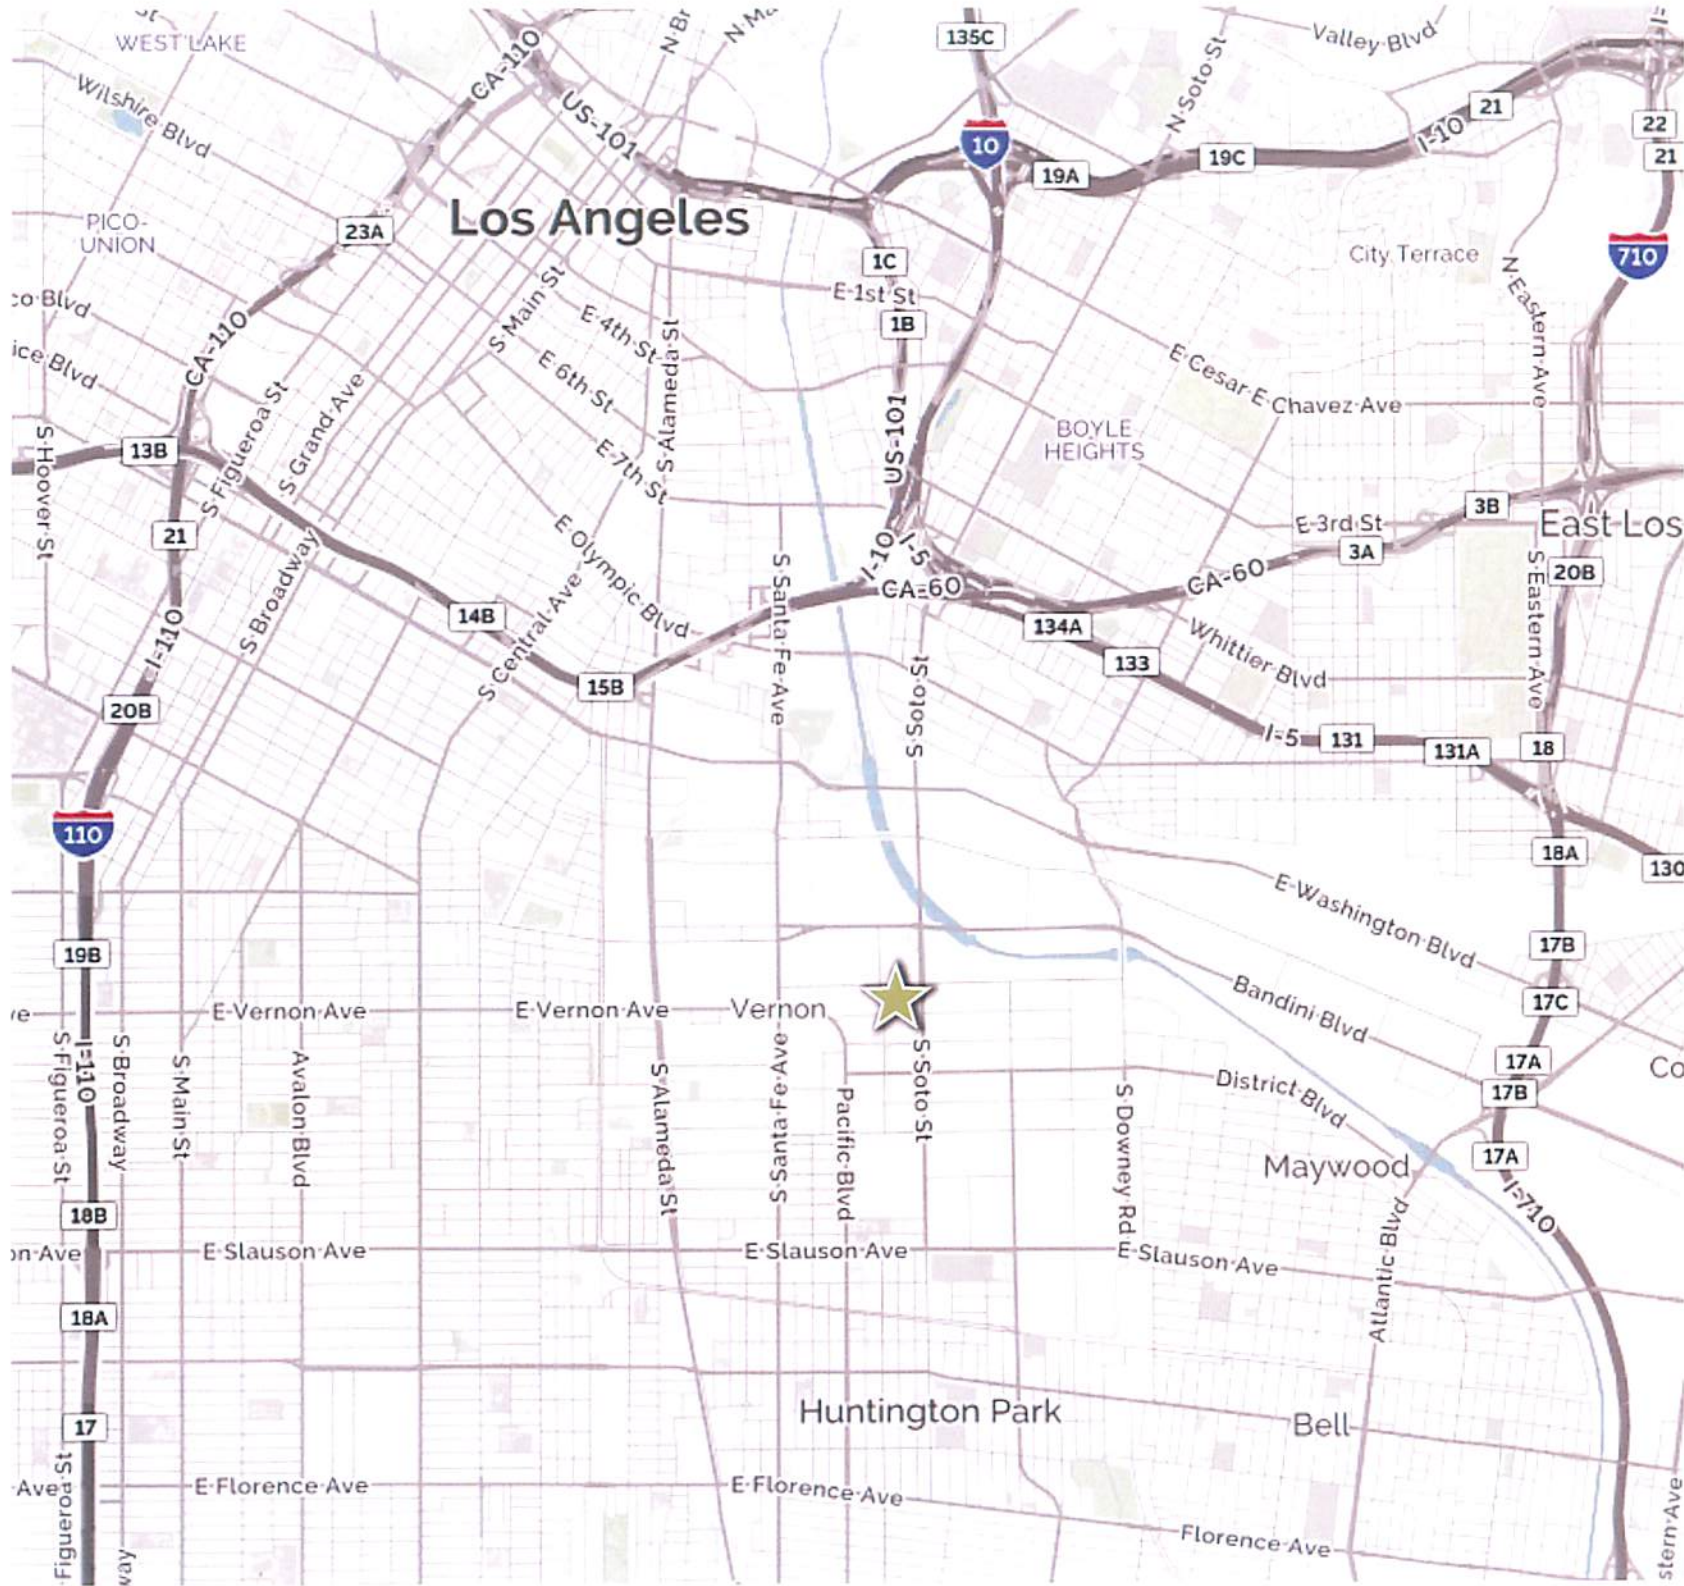 WEST LAKE
Wilshire Blvd
CA-110
US-101
135C
10
N Soto St
Valley Blvd
21
I-10
22
21
19A
19C
Los Angeles
PICO-
UNION
23A
1C
E 1st St
1B
City Terrace
710
N Eastern Ave
CA-110
S Main St
E 4th St
E 6th St
E 7th St
S Alameda St
E Cesar E Chavez Ave
BOYLE
HEIGHTS
US-101
S Hoover St
13B
S Figueroa St
S Grand Ave
21
I-110
S Broadway
14B
S Central Ave
E Olympic Blvd
15B
S Santa Fe Ave
I-10
I-5
CA-60
CA-60
E 3rd St
3A
3B
East Los
20B
S Eastern Ave
134A
133
Whittier Blvd
S Soto St
I-5
131
131A
18
20B
110
18A
130
E Washington Blvd
17B
17C
Bandini Blvd
19B
E Vernon Ave
E Vernon Ave
Vernon
17A
17B
Co
I-110
S Figueroa St
S Broadway
S Main St
Avalon Blvd
S Alameda St
S Santa Fe Ave
Pacific Blvd
S Soto St
S Downey Rd
District Blvd
Maywood
17A
I-710
Atlantic Blvd
18B
on Ave
E Slauson Ave
E Slauson Ave
E Slauson Ave
18A
17
Huntington Park
Bell
Ave
E Florence Ave
E Florence Ave
Florence Ave
Figueroa St
way
stern Ave